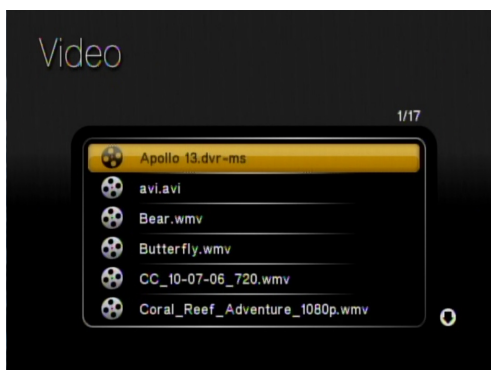 Video
1/17
Apollo 13.dvr-ms
avi.avi
Bear.wmv
Butterfly.wmv
CC_10-07-06_720.wmv
Coral_Reef_Adventure_1080p.wmv